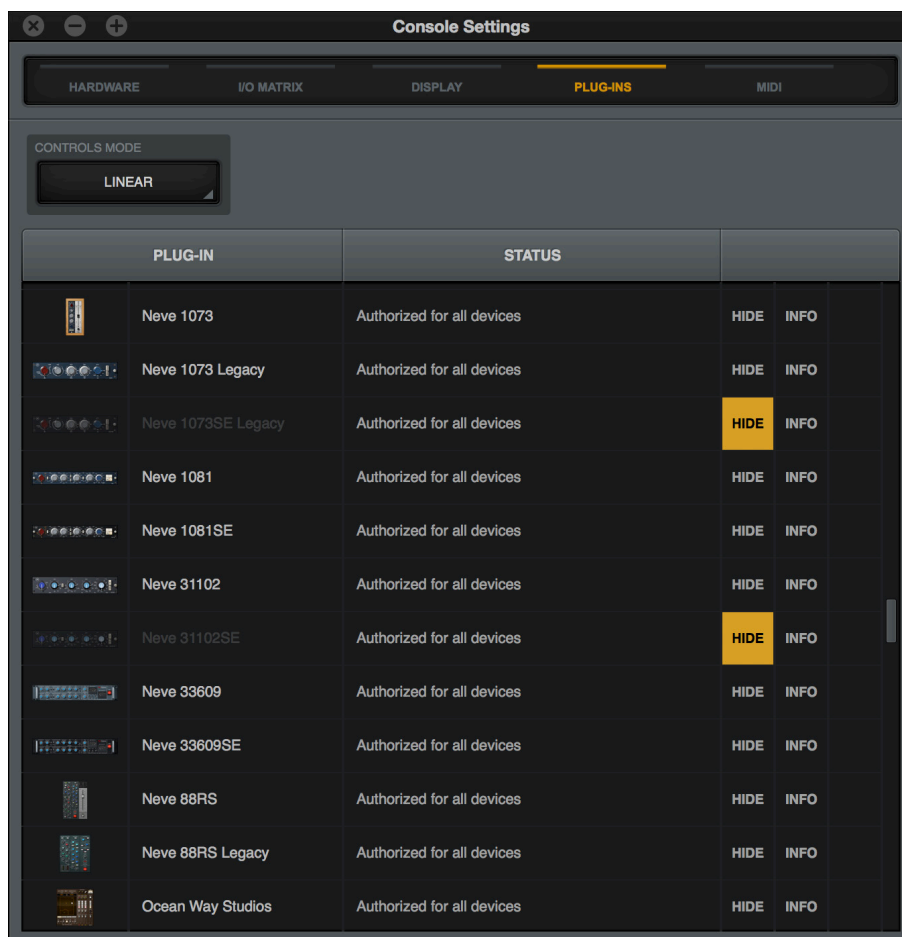 Console Settings
HARDWARE I/O MATRIX DISPLAY PLUG-INS MIDI
CONTROLS MODE
LINEAR
PLUG-IN STATUS
Neve 1073 Authorized for all devices HIDE INFO
Neve 1073 Legacy Authorized for all devices HIDE INFO
Neve 1073SE Legacy Authorized for all devices HIDE INFO
Neve 1081 Authorized for all devices HIDE INFO
Neve 1081SE Authorized for all devices HIDE INFO
Neve 31102 Authorized for all devices HIDE INFO
Neve 31102SE Authorized for all devices HIDE INFO
Neve 33609 Authorized for all devices HIDE INFO
Neve 33609SE Authorized for all devices HIDE INFO
Neve 88RS Authorized for all devices HIDE INFO
Neve 88RS Legacy Authorized for all devices HIDE INFO
Ocean Way Studios Authorized for all devices HIDE INFO